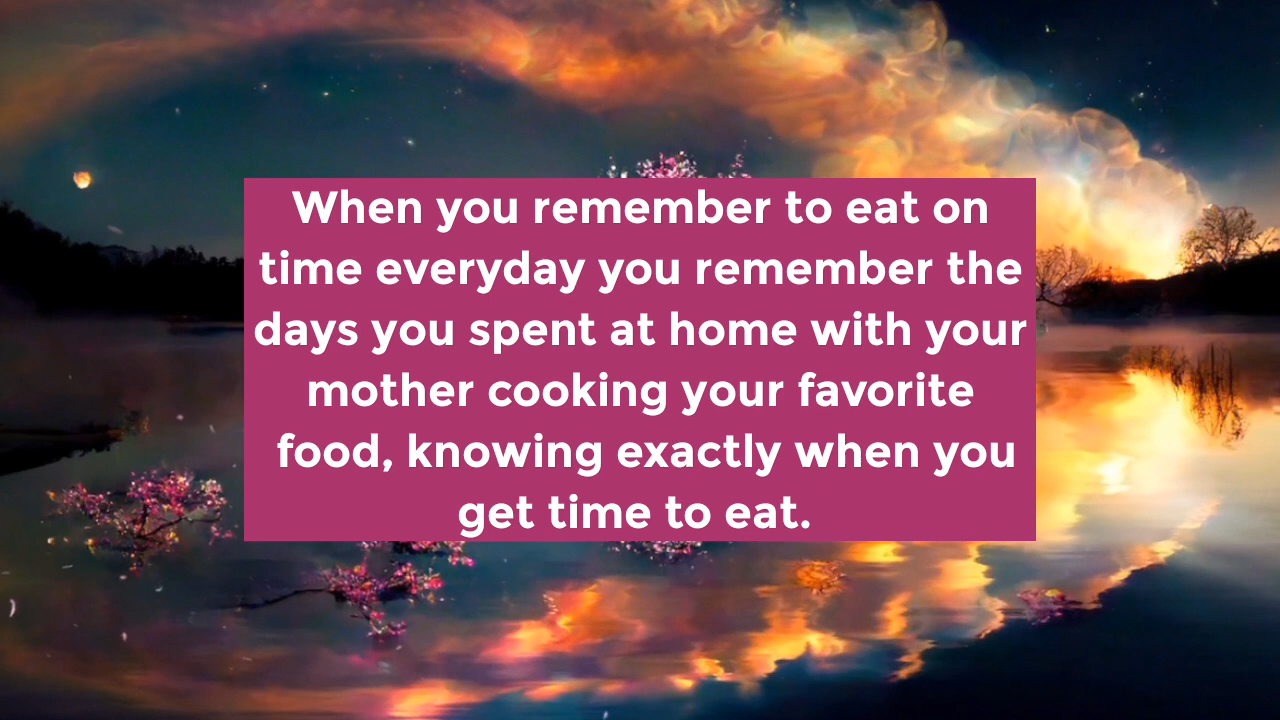 When you remember to eat on
time everyday you remember the
days you spent at home with your
mother cooking your favorite
food, knowing exactly when you
get time to eat.